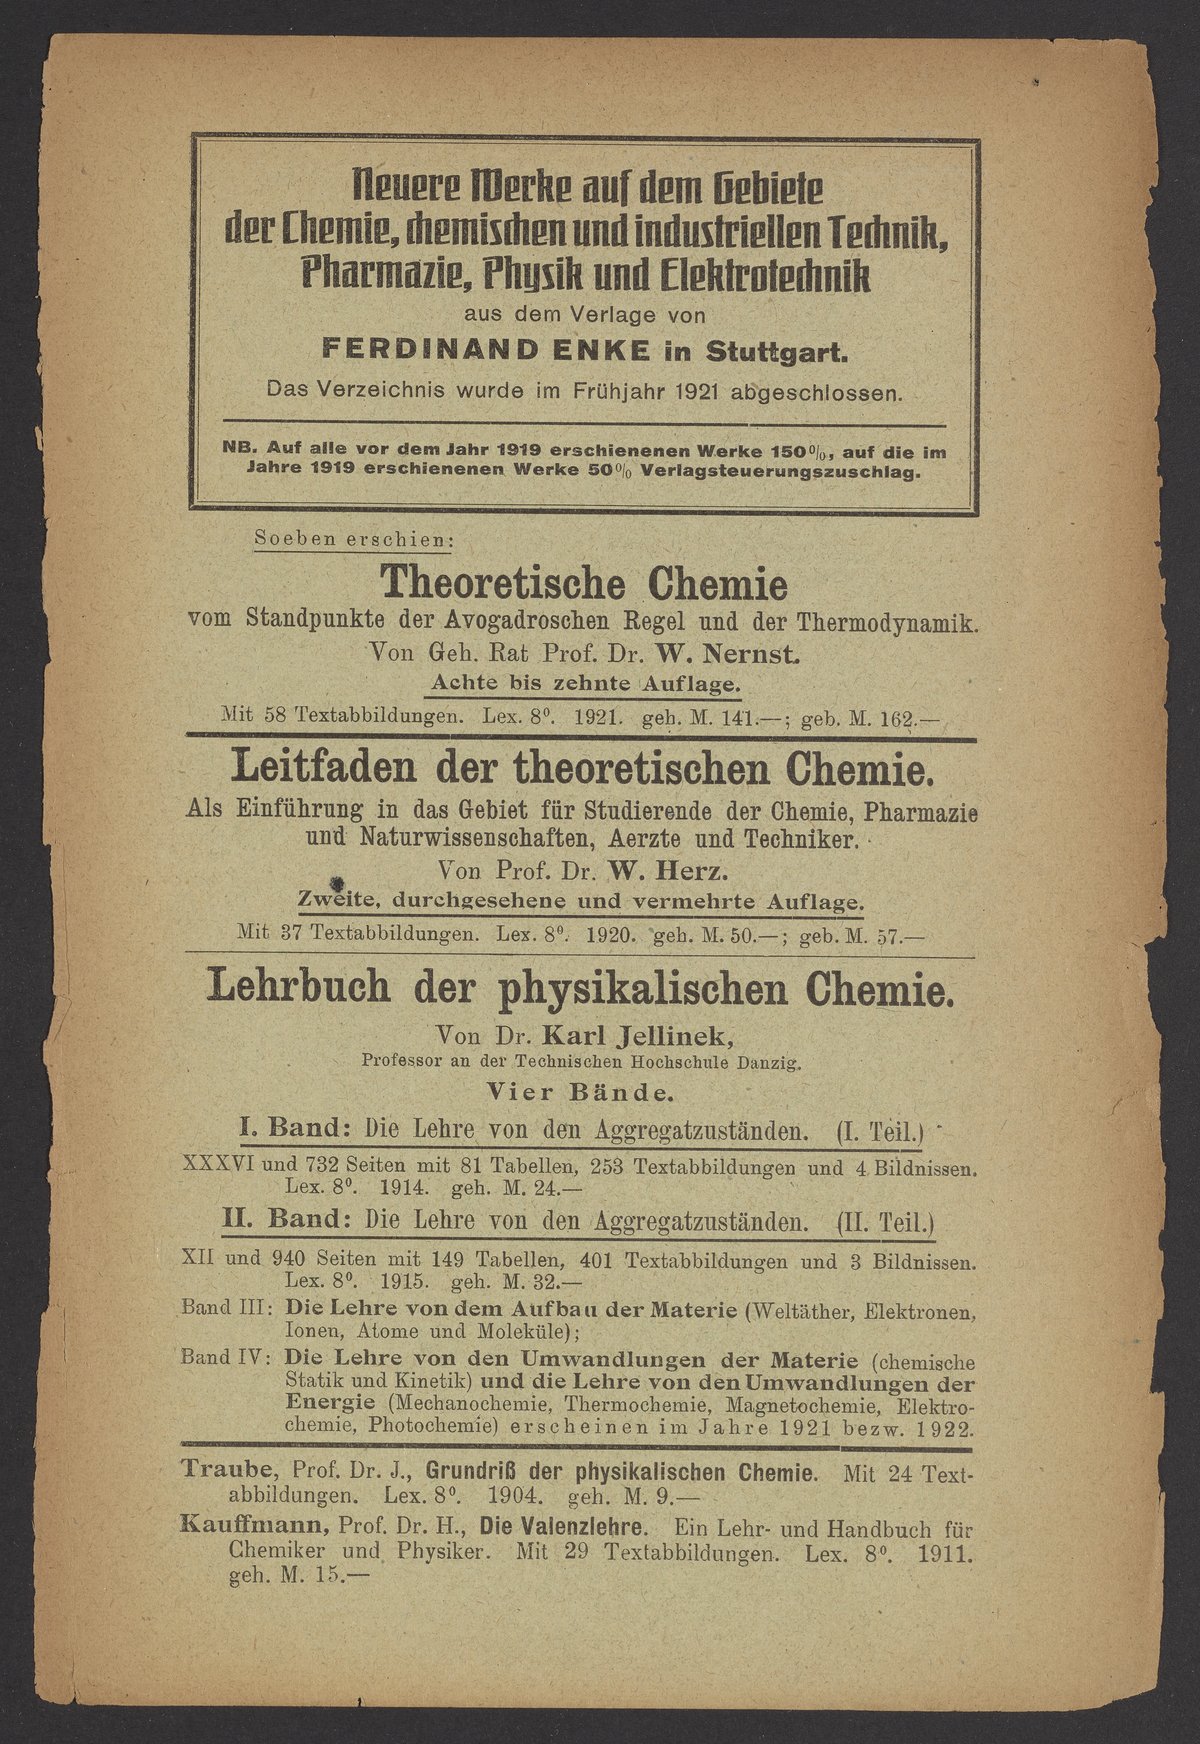 Neuere Werke auf dem Gebiete
der Chemie, chemischen und industriellen Technik,
Pharmazie, Physik und Elektrotechnik
aus dem Verlage von
FERDINAND ENKE in Stuttgart.
Das Verzeichnis wurde im Frühjahr 1921 abgeschlossen.
NB. Auf alle vor dem Jahr 1919 erschienenen Werke 150%, auf die im
Jahre 1919 erschienenen Werke 50% Verlagsteuerungszuschlag.
Soeben erschien:
Theoretische Chemie
vom Standpunkte der Avogadroschen Regel und der Thermodynamik.
Von Geh. Rat Prof. Dr. W. Nernst.
Achte bis zehnte Auflage.
Mit 58 Textabbildungen. Lex. 8⁰. 1921. geh. M. 141.—; geb. M. 162.—
Leitfaden der theoretischen Chemie.
Als Einführung in das Gebiet für Studierende der Chemie, Pharmazie
und Naturwissenschaften, Aerzte und Techniker.
Von Prof. Dr. W. Herz.
Zweite, durchgesehene und vermehrte Auflage.
Mit 37 Textabbildungen. Lex. 8⁰. 1920. geh. M. 50.—; geb. M. 57.—
Lehrbuch der physikalischen Chemie.
Von Dr. Karl Jellinek,
Professor an der Technischen Hochschule Danzig.
Vier Bände.
I. Band: Die Lehre von den Aggregatzuständen. (I. Teil.)
XXXVI und 732 Seiten mit 81 Tabellen, 253 Textabbildungen und 4 Bildnissen.
Lex. 8⁰. 1914. geh. M. 24.—
II. Band: Die Lehre von den Aggregatzuständen. (II. Teil.)
XII und 940 Seiten mit 149 Tabellen, 401 Textabbildungen und 3 Bildnissen.
Lex. 8⁰. 1915. geh. M. 32.—
Band III: Die Lehre von dem Aufbau der Materie (Weltäther, Elektronen,
Ionen, Atome und Moleküle);
Band IV: Die Lehre von den Umwandlungen der Materie (chemische
Statik und Kinetik) und die Lehre von den Umwandlungen der
Energie (Mechanochemie, Thermochemie, Magnetochemie, Elektro-
chemie, Photochemie) erscheinen im Jahre 1921 bezw. 1922.
Traube, Prof. Dr. J., Grundriß der physikalischen Chemie. Mit 24 Text-
abbildungen. Lex. 8⁰. 1904. geh. M. 9.—
Kauffmann, Prof. Dr. H., Die Valenzlehre. Ein Lehr- und Handbuch für
Chemiker und Physiker. Mit 29 Textabbildungen. Lex. 8⁰. 1911.
geh. M. 15.—